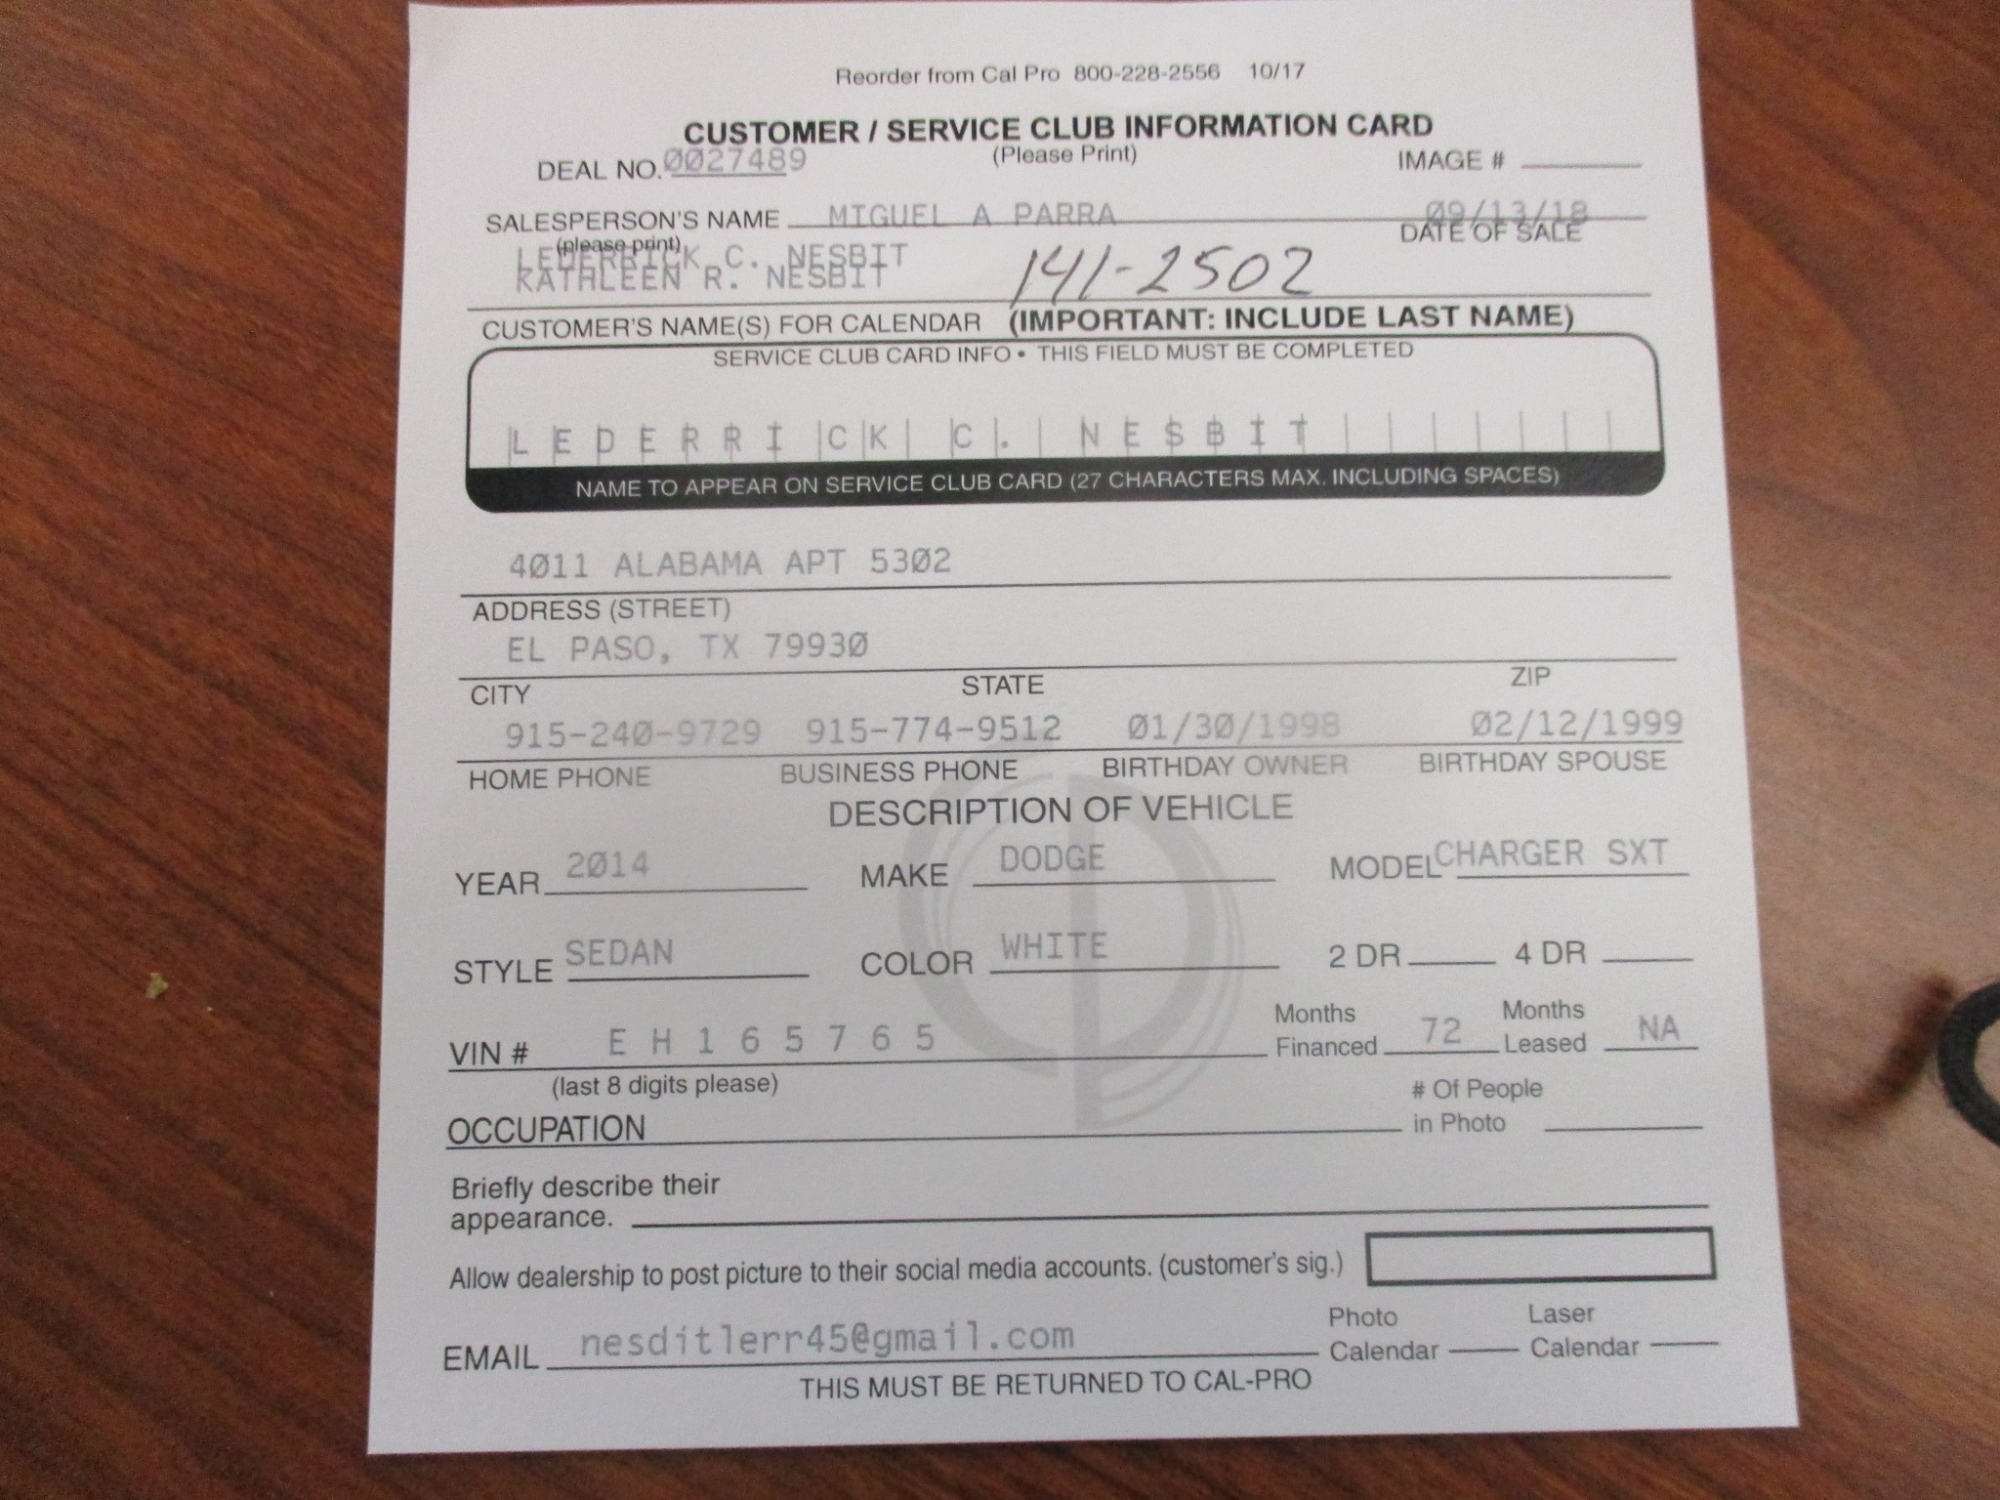 Reorder from Cal Pro 800-228-2556 10/17
CUSTOMER / SERVICE CLUB INFORMATION CARD
DEAL NO. 0027489 (Please Print) IMAGE #
SALESPERSON'S NAME MIGUEL A PARRA 09/13/18
(please print) DATE OF SALE
LEDERRICK C. NESBIT
KATHLEEN R. NESBIT 141-2502
CUSTOMER'S NAME(S) FOR CALENDAR (IMPORTANT: INCLUDE LAST NAME)
SERVICE CLUB CARD INFO • THIS FIELD MUST BE COMPLETED
LEDERRICK C. NESBIT
NAME TO APPEAR ON SERVICE CLUB CARD (27 CHARACTERS MAX. INCLUDING SPACES)
4011 ALABAMA APT 5302
ADDRESS (STREET)
EL PASO, TX 79930
CITY STATE ZIP
915-240-9729 915-774-9512 01/30/1998 02/12/1999
HOME PHONE BUSINESS PHONE BIRTHDAY OWNER BIRTHDAY SPOUSE
DESCRIPTION OF VEHICLE
YEAR 2014 MAKE DODGE MODEL CHARGER SXT
STYLE SEDAN COLOR WHITE 2 DR 4 DR
VIN # E H 1 6 5 7 6 5 Months Financed 72 Months Leased NA
(last 8 digits please)
OCCUPATION # Of People in Photo
Briefly describe their
appearance.
Allow dealership to post picture to their social media accounts. (customer's sig.)
EMAIL nesditlerr45@gmail.com Photo Calendar Laser Calendar
THIS MUST BE RETURNED TO CAL-PRO